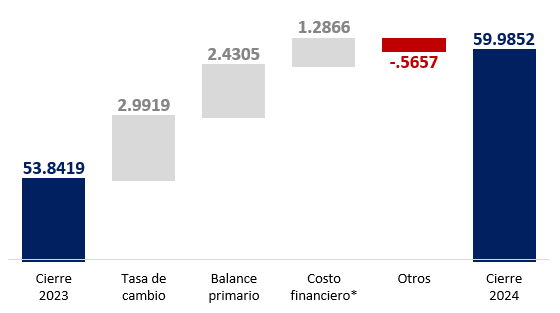 53.8419
2.9919
2.4305
1.2866
-.5657
59.9852
Cierre
2023
Tasa de
cambio
Balance
primario
Costo
financiero*
Otros
Cierre
2024